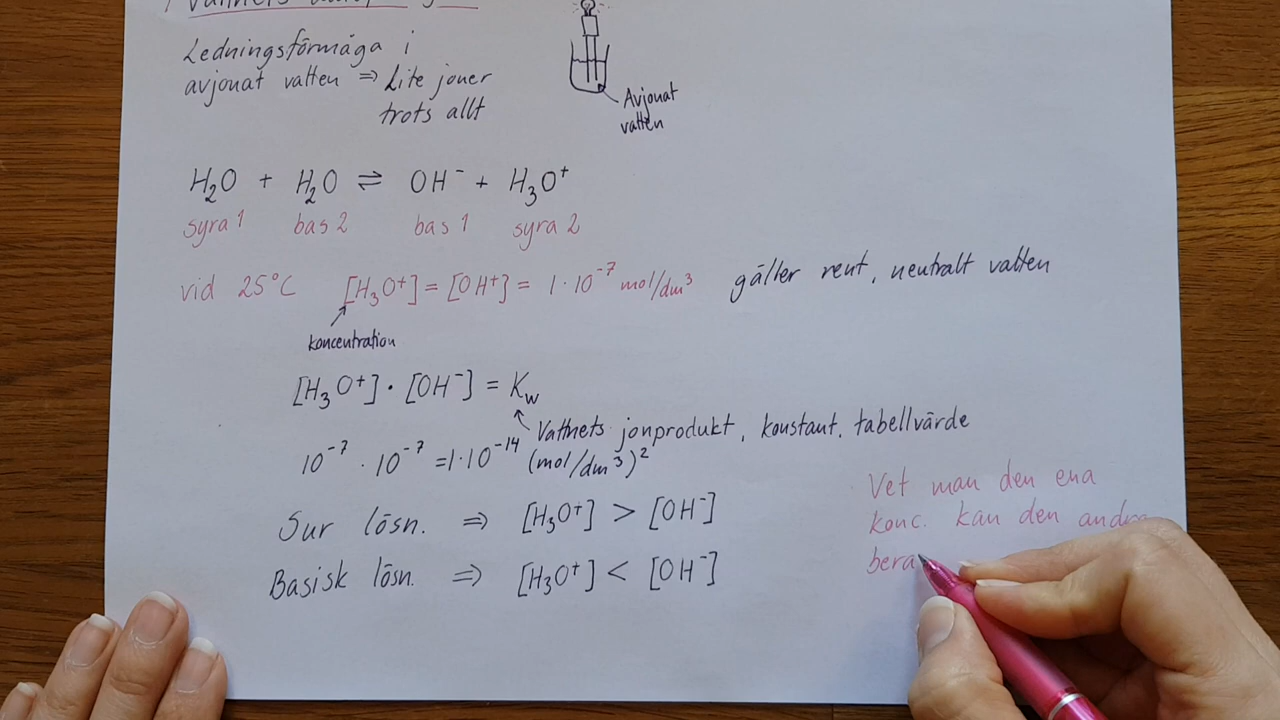 Vattnets
Ledningsförmåga i
avjonat vatten ⇒ Lite joner
trots allt
Avjonat
vatten
H₂O + H₂O ⇌ OH⁻ + H₃O⁺
syra 1 bas 2 bas 1 syra 2
vid 25°C [H₃O⁺] = [OH⁺] = 1·10⁻⁷ mol/dm³ gäller rent, neutralt vatten
koncentration
[H₃O⁺] · [OH⁻] = Kw
Vattnets jonprodukt, konstant, tabellvärde
10⁻⁷ · 10⁻⁷ = 1·10⁻¹⁴ (mol/dm³)²
Sur lösn. ⇒ [H₃O⁺] > [OH⁻]
Basisk lösn. ⇒ [H₃O⁺] < [OH⁻]
Vet man den ena
konc. kan den andra
bera